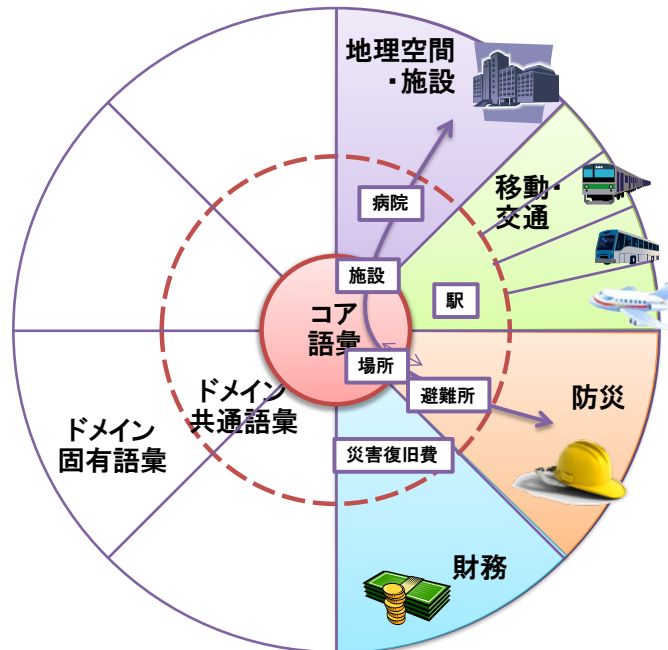 地理空間
・施設
移動・
交通
病院
施設
駅
コア
語彙
場所
避難所
防災
ドメイン
共通語彙
ドメイン
固有語彙
災害復旧費
財務